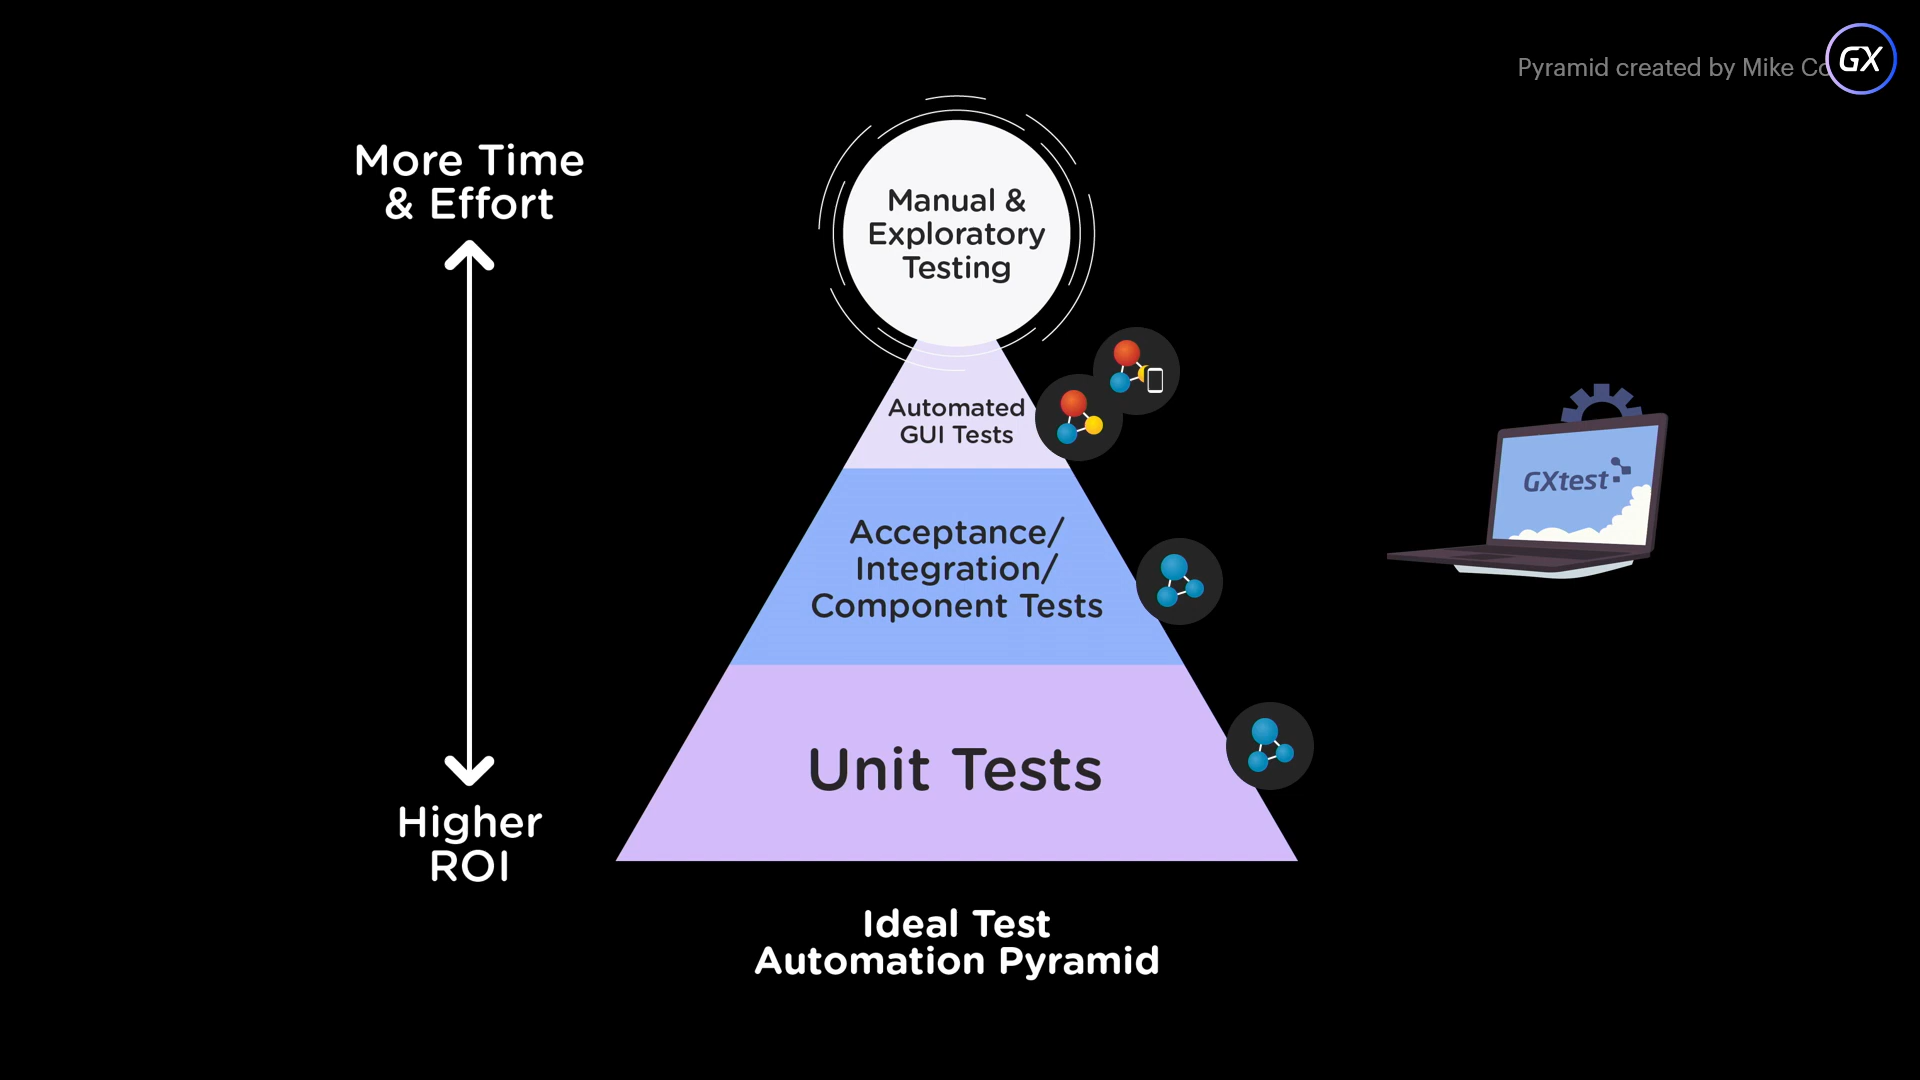 Pyramid created by Mike
GX
More Time
& Effort
Manual &
Exploratory
Testing
Automated
GUI Tests
GXtest
Acceptance/
Integration/
Component Tests
Unit Tests
Higher
ROI
Ideal Test
Automation Pyramid